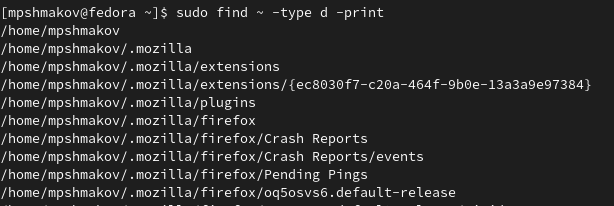 [mpshmakov@fedora ~]$ sudo find ~ -type d -print
/home/mpshmakov
/home/mpshmakov/.mozilla
/home/mpshmakov/.mozilla/extensions
/home/mpshmakov/.mozilla/extensions/{ec8030f7-c20a-464f-9b0e-13a3a9e97384}
/home/mpshmakov/.mozilla/plugins
/home/mpshmakov/.mozilla/firefox
/home/mpshmakov/.mozilla/firefox/Crash Reports
/home/mpshmakov/.mozilla/firefox/Crash Reports/events
/home/mpshmakov/.mozilla/firefox/Pending Pings
/home/mpshmakov/.mozilla/firefox/oq5osvs6.default-release